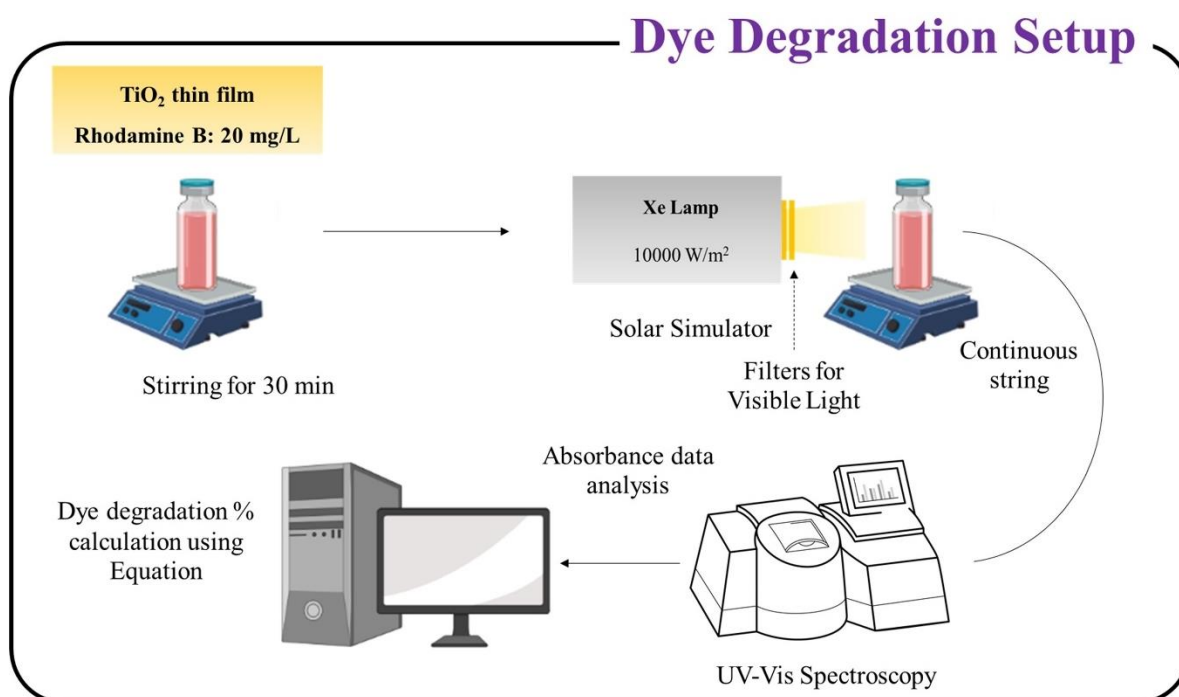 Dye Degradation Setup
TiO₂ thin film
Rhodamine B: 20 mg/L
Stirring for 30 min
Xe Lamp
10000 W/m²
Solar Simulator
Filters for
Visible Light
Continuous
string
Absorbance data
analysis
Dye degradation %
calculation using
Equation
UV-Vis Spectroscopy